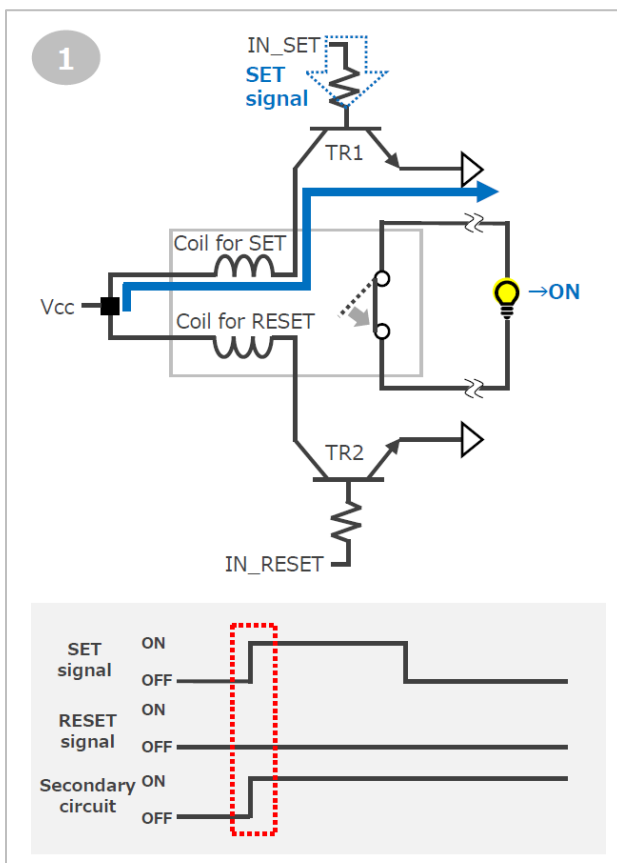 1
IN_SET
SET
signal
TR1
Coil for SET
Vcc
→ON
Coil for RESET
TR2
IN_RESET
SET
signal
ON
OFF
RESET
signal
ON
OFF
Secondary
circuit
ON
OFF